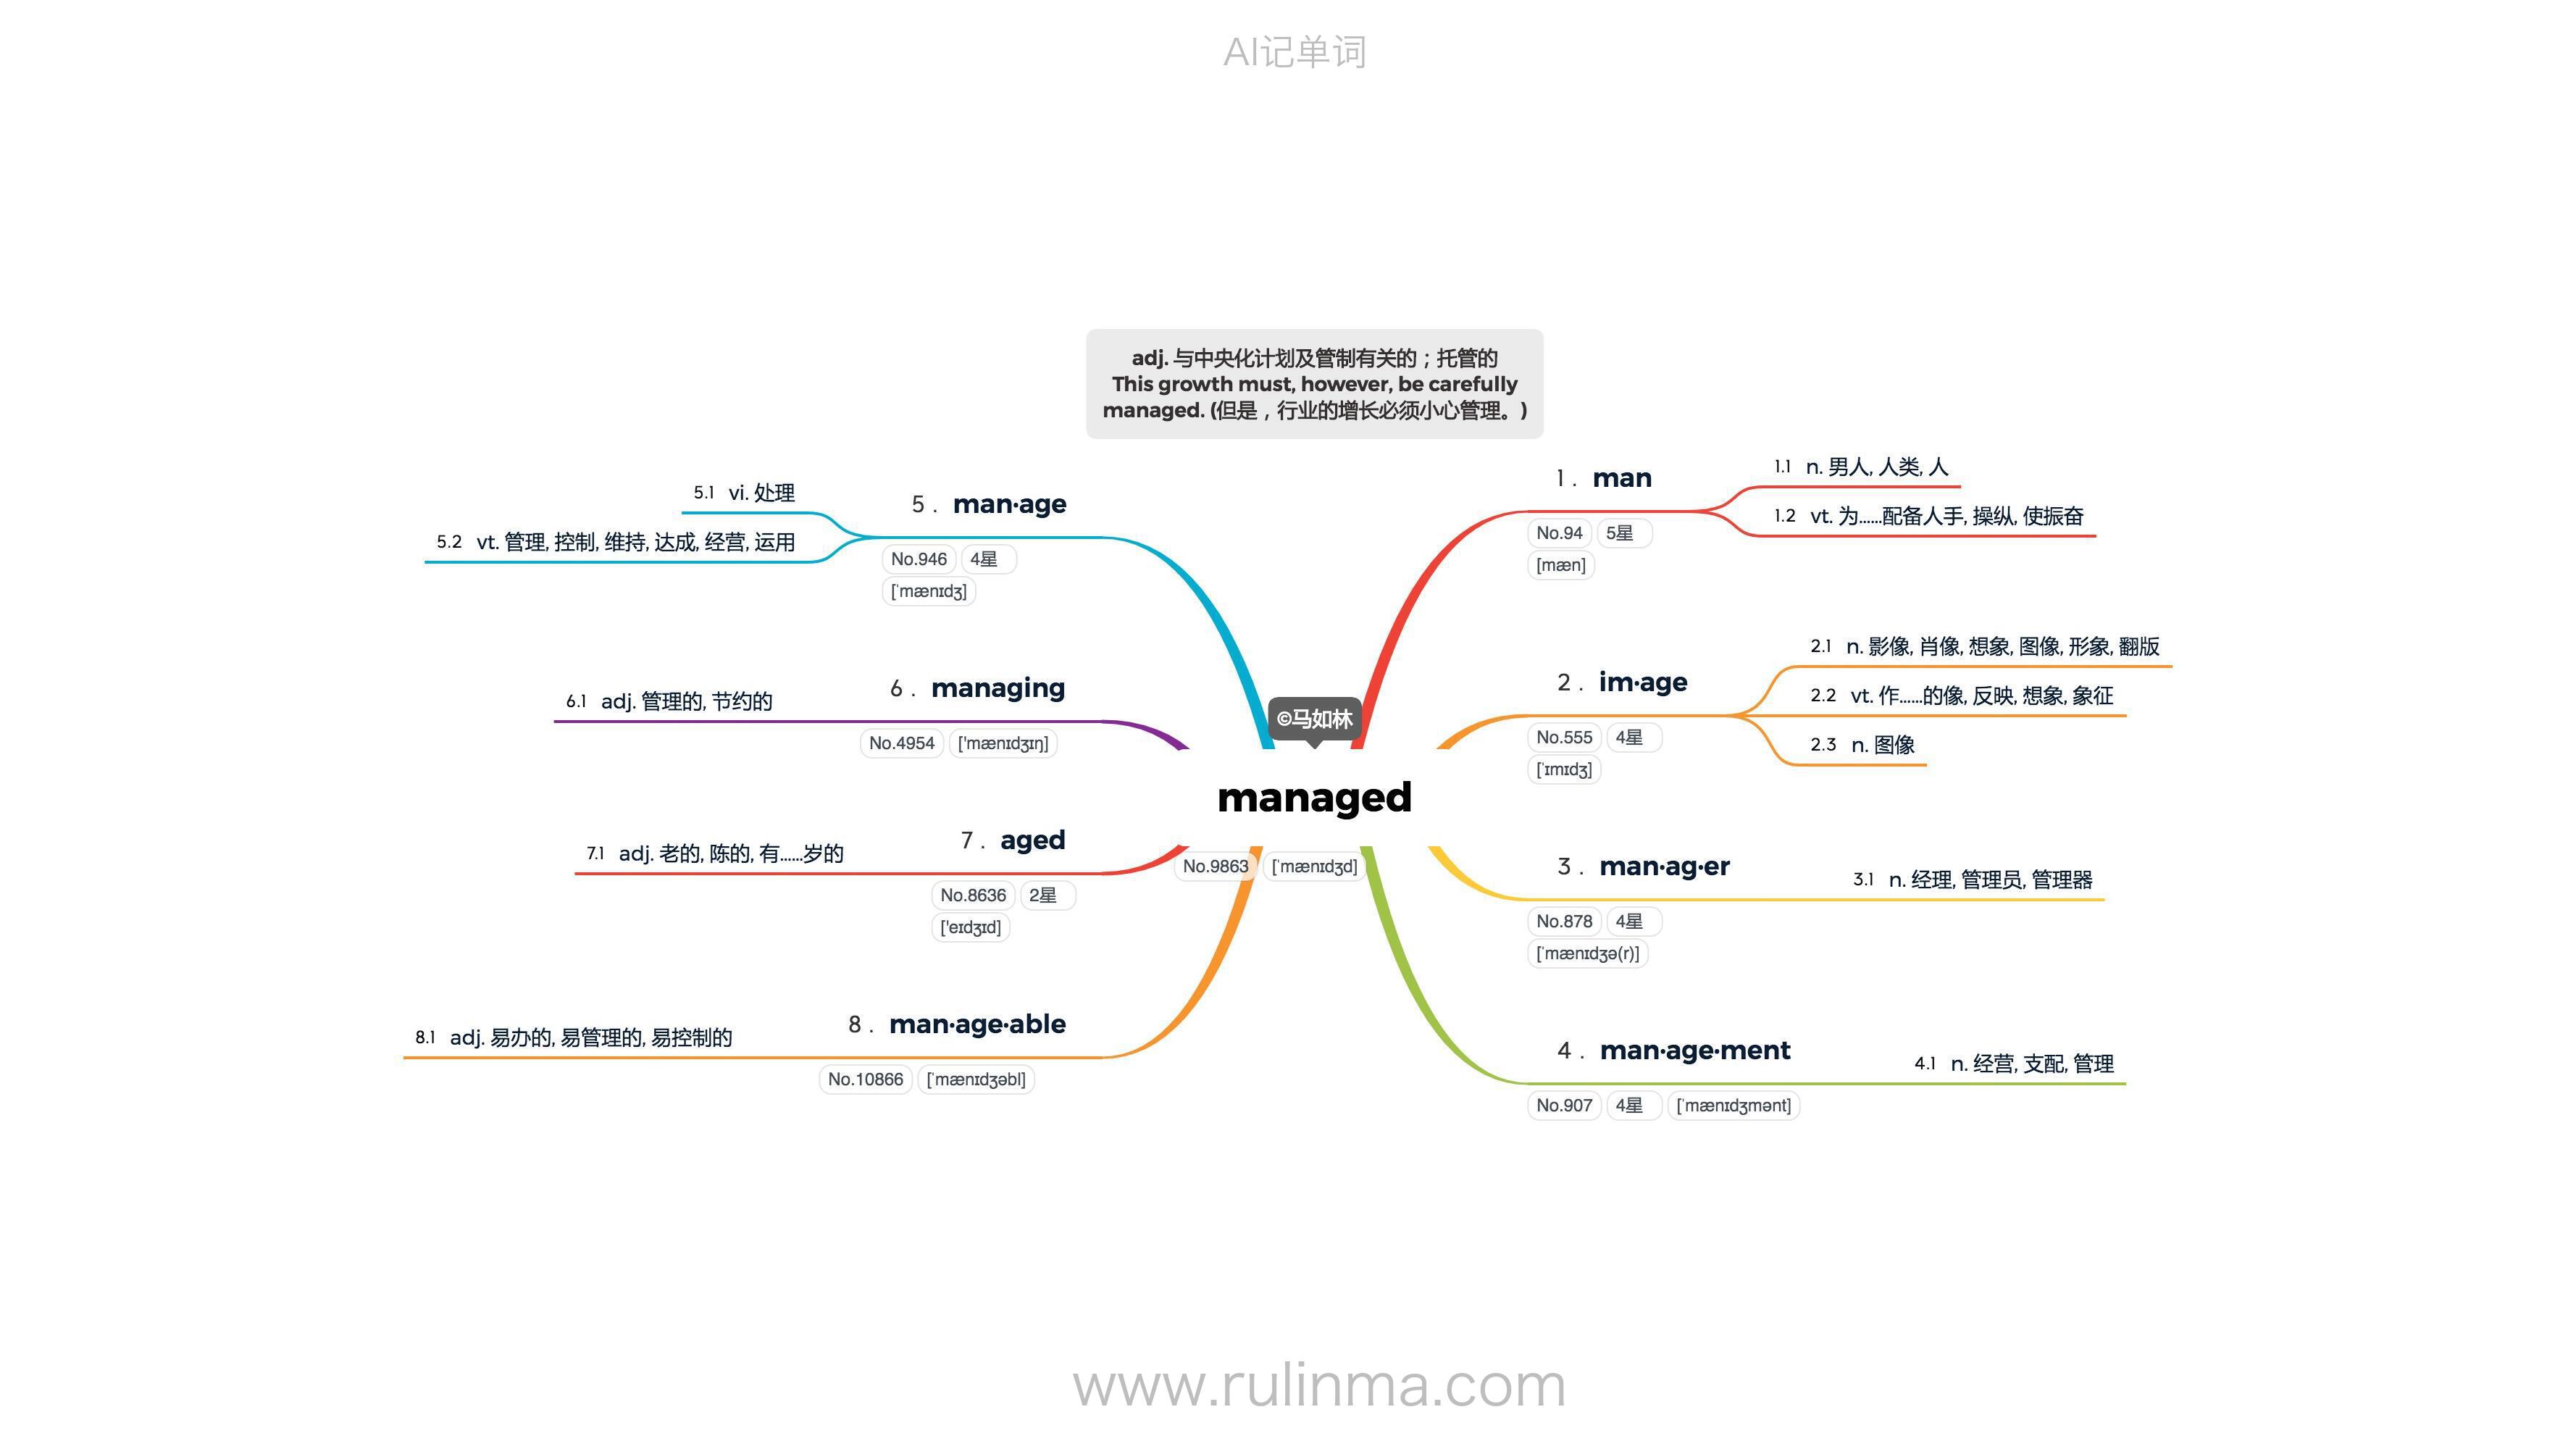 AI记单词
adj. 与中央化计划及管制有关的；托管的
This growth must, however, be carefully
managed. (但是，行业的增长必须小心管理。)
©马如林
managed
No.9863 [ˈmænɪdʒd]
1. man
No.94 5星
[mæn]
1.1 n. 男人, 人类, 人
1.2 vt. 为……配备人手, 操纵, 使振奋
2. im·age
No.555 4星
[ˈɪmɪdʒ]
2.1 n. 影像, 肖像, 想象, 图像, 形象, 翻版
2.2 vt. 作……的像, 反映, 想象, 象征
2.3 n. 图像
3. man·ag·er
No.878 4星
[ˈmænɪdʒə(r)]
3.1 n. 经理, 管理员, 管理器
4. man·age·ment
No.907 4星 [ˈmænɪdʒmənt]
4.1 n. 经营, 支配, 管理
5. man·age
No.946 4星
[ˈmænɪdʒ]
5.1 vi. 处理
5.2 vt. 管理, 控制, 维持, 达成, 经营, 运用
6. managing
No.4954 ['mænɪdʒɪŋ]
6.1 adj. 管理的, 节约的
7. aged
No.8636 2星
['eɪdʒɪd]
7.1 adj. 老的, 陈的, 有……岁的
8. man·age·able
No.10866 [ˈmænɪdʒəbl]
8.1 adj. 易办的, 易管理的, 易控制的
www.rulinma.com